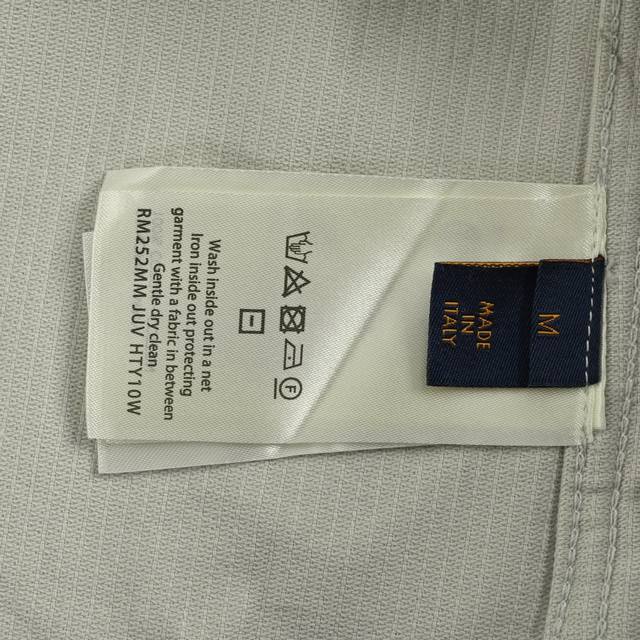 M
MADE
IN
ITALY
F
Wash inside out in a net
Iron inside out protecting
garment with a fabric in between
Gentle dry clean
RM252MM JUV HTY10W